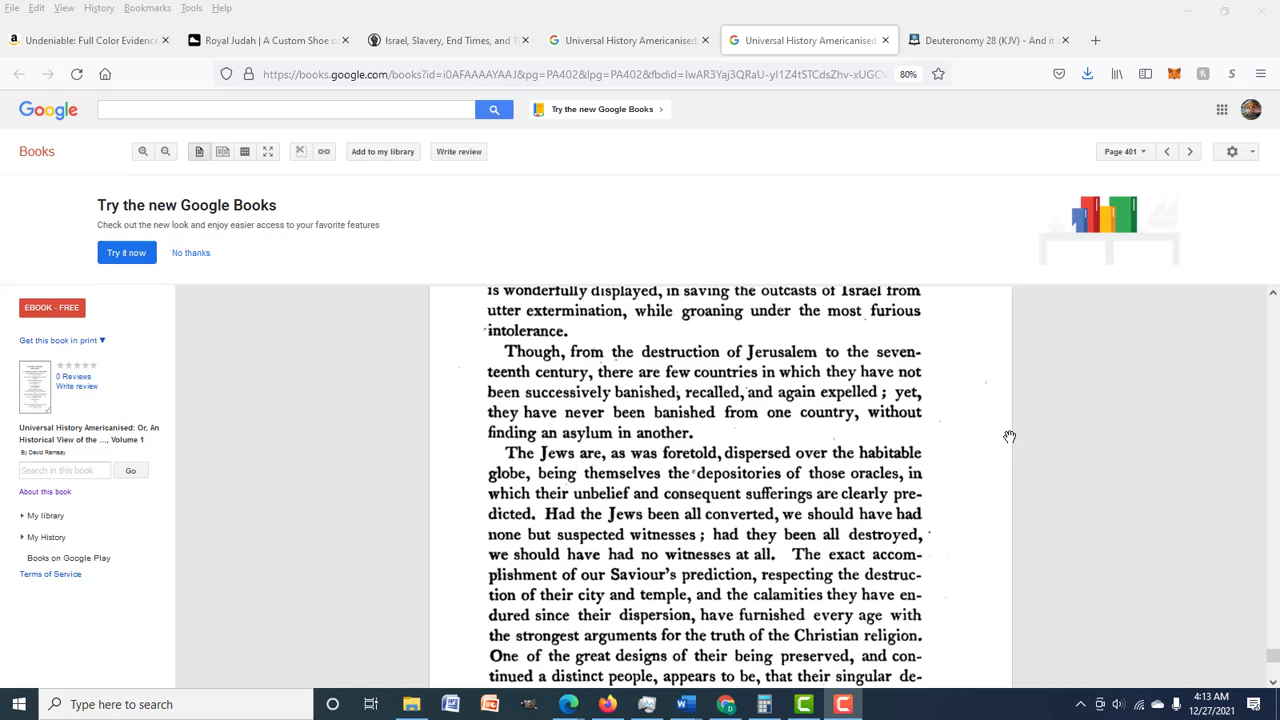 File Edit View History Bookmarks Tools Help
Undeniable: Full Color Evidence
Royal Judah | A Custom Shoe co
Israel, Slavery, End Times, and Th
Universal History Americanised
Universal History Americanised
Deuteronomy 28 (KJV) - And it
https://books.google.com/books?id=i0AFAAAAYAAJ&pg=PA402&lpg=PA402&fbclid=IwAR3Yaj3QRaU-yI1Z4tSTCdsZhv-xUGCV
80%
Google
Try the new Google Books
Books
Add to my library
Write review
Page 401
Try the new Google Books
Check out the new look and enjoy easier access to your favorite features
Try it now
No thanks
EBOOK - FREE
Get this book in print ▼
0 Reviews
Write review
Universal History Americanised: Or, An
Historical View of the ..., Volume 1
By David Ramsay
Search in this book
Go
About this book
My library
My History
Books on Google Play
Terms of Service
is wonderfully displayed, in saving the outcasts of Israel from
utter extermination, while groaning under the most furious
intolerance.
Though, from the destruction of Jerusalem to the seven-
teenth century, there are few countries in which they have not
been successively banished, recalled, and again expelled ; yet,
they have never been banished from one country, without
finding an asylum in another.
The Jews are, as was foretold, dispersed over the habitable
globe, being themselves the depositories of those oracles, in
which their unbelief and consequent sufferings are clearly pre-
dicted. Had the Jews been all converted, we should have had
none but suspected witnesses ; had they been all destroyed,
we should have had no witnesses at all. The exact accom-
plishment of our Saviour's prediction, respecting the destruc-
tion of their city and temple, and the calamities they have en-
dured since their dispersion, have furnished every age with
the strongest arguments for the truth of the Christian religion.
One of the great designs of their being preserved, and con-
tinued a distinct people, appears to be, that their singular de-
Type here to search
4:13 AM
12/27/2021